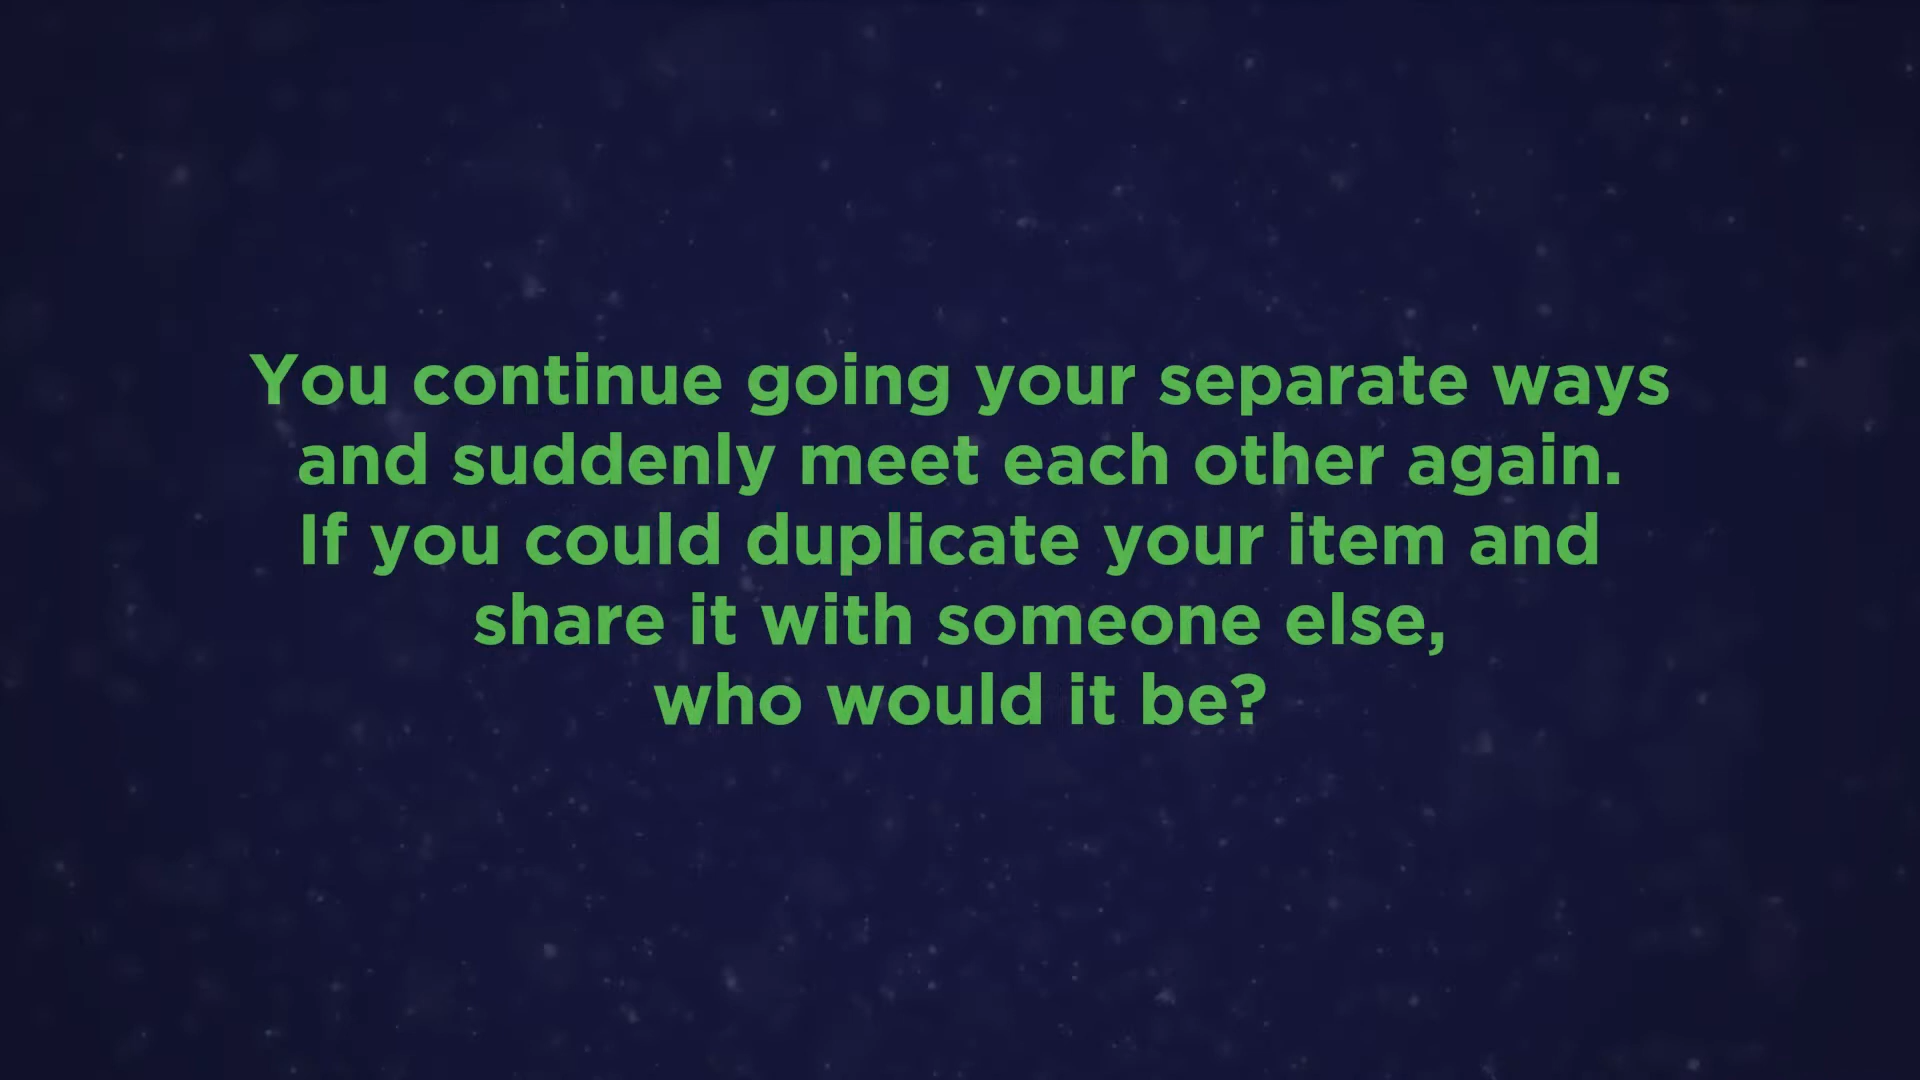 You continue going your separate ways
and suddenly meet each other again.
If you could duplicate your item and
share it with someone else,
who would it be?